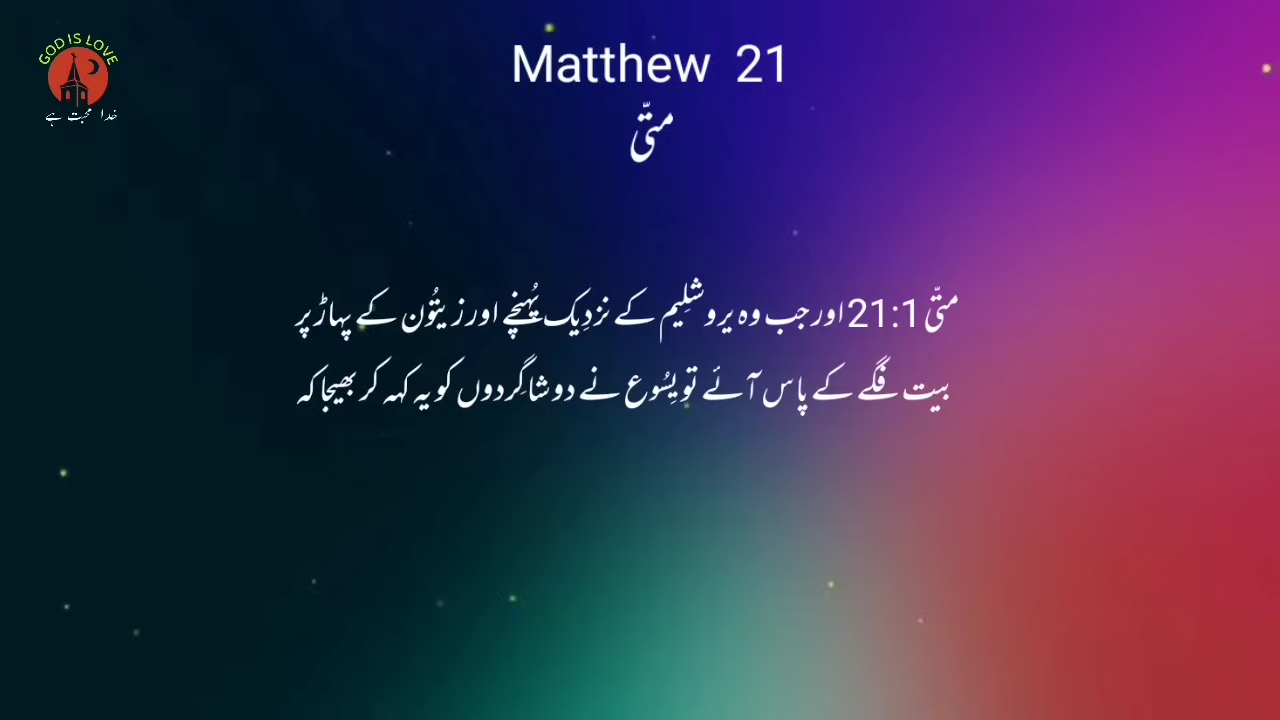 GOD IS LOVE
خدا محبت ہے
Matthew 21
متّی
متّی 21:1 اور جب وہ یروشلِیم کے نزدِیک پُہنچے اور زیتُون کے پہاڑ پر
بیت فگے کے پاس آئے تو یِسُوع نے دو شاگِردوں کو یہ کہہ کر بھیجا کہ